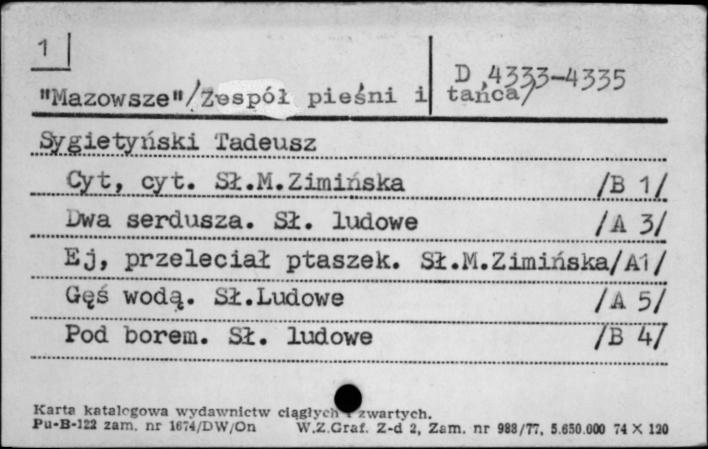 1
D 4333-4335
"Mazowsze"/Zespół pieśni i tańca/
Sygietyński Tadeusz
Cyt, cyt. Sł.M.Zimińska /B 1/
Dwa serdusza. Sł. ludowe /A 3/
Ej, przeleciał ptaszek. Sł.M.Zimińska/A1/
Gęś wodą. Sł.Ludowe /A 5/
Pod borem. Sł. ludowe /B 4/
Karta katalogowa wydawnictw ciągłych i zwartych.
Pu-B-122 zam. nr 1674/DW/On W.Z.Graf. Z-d 2, Zam. nr 988/77, 5.650.000 74 X 120